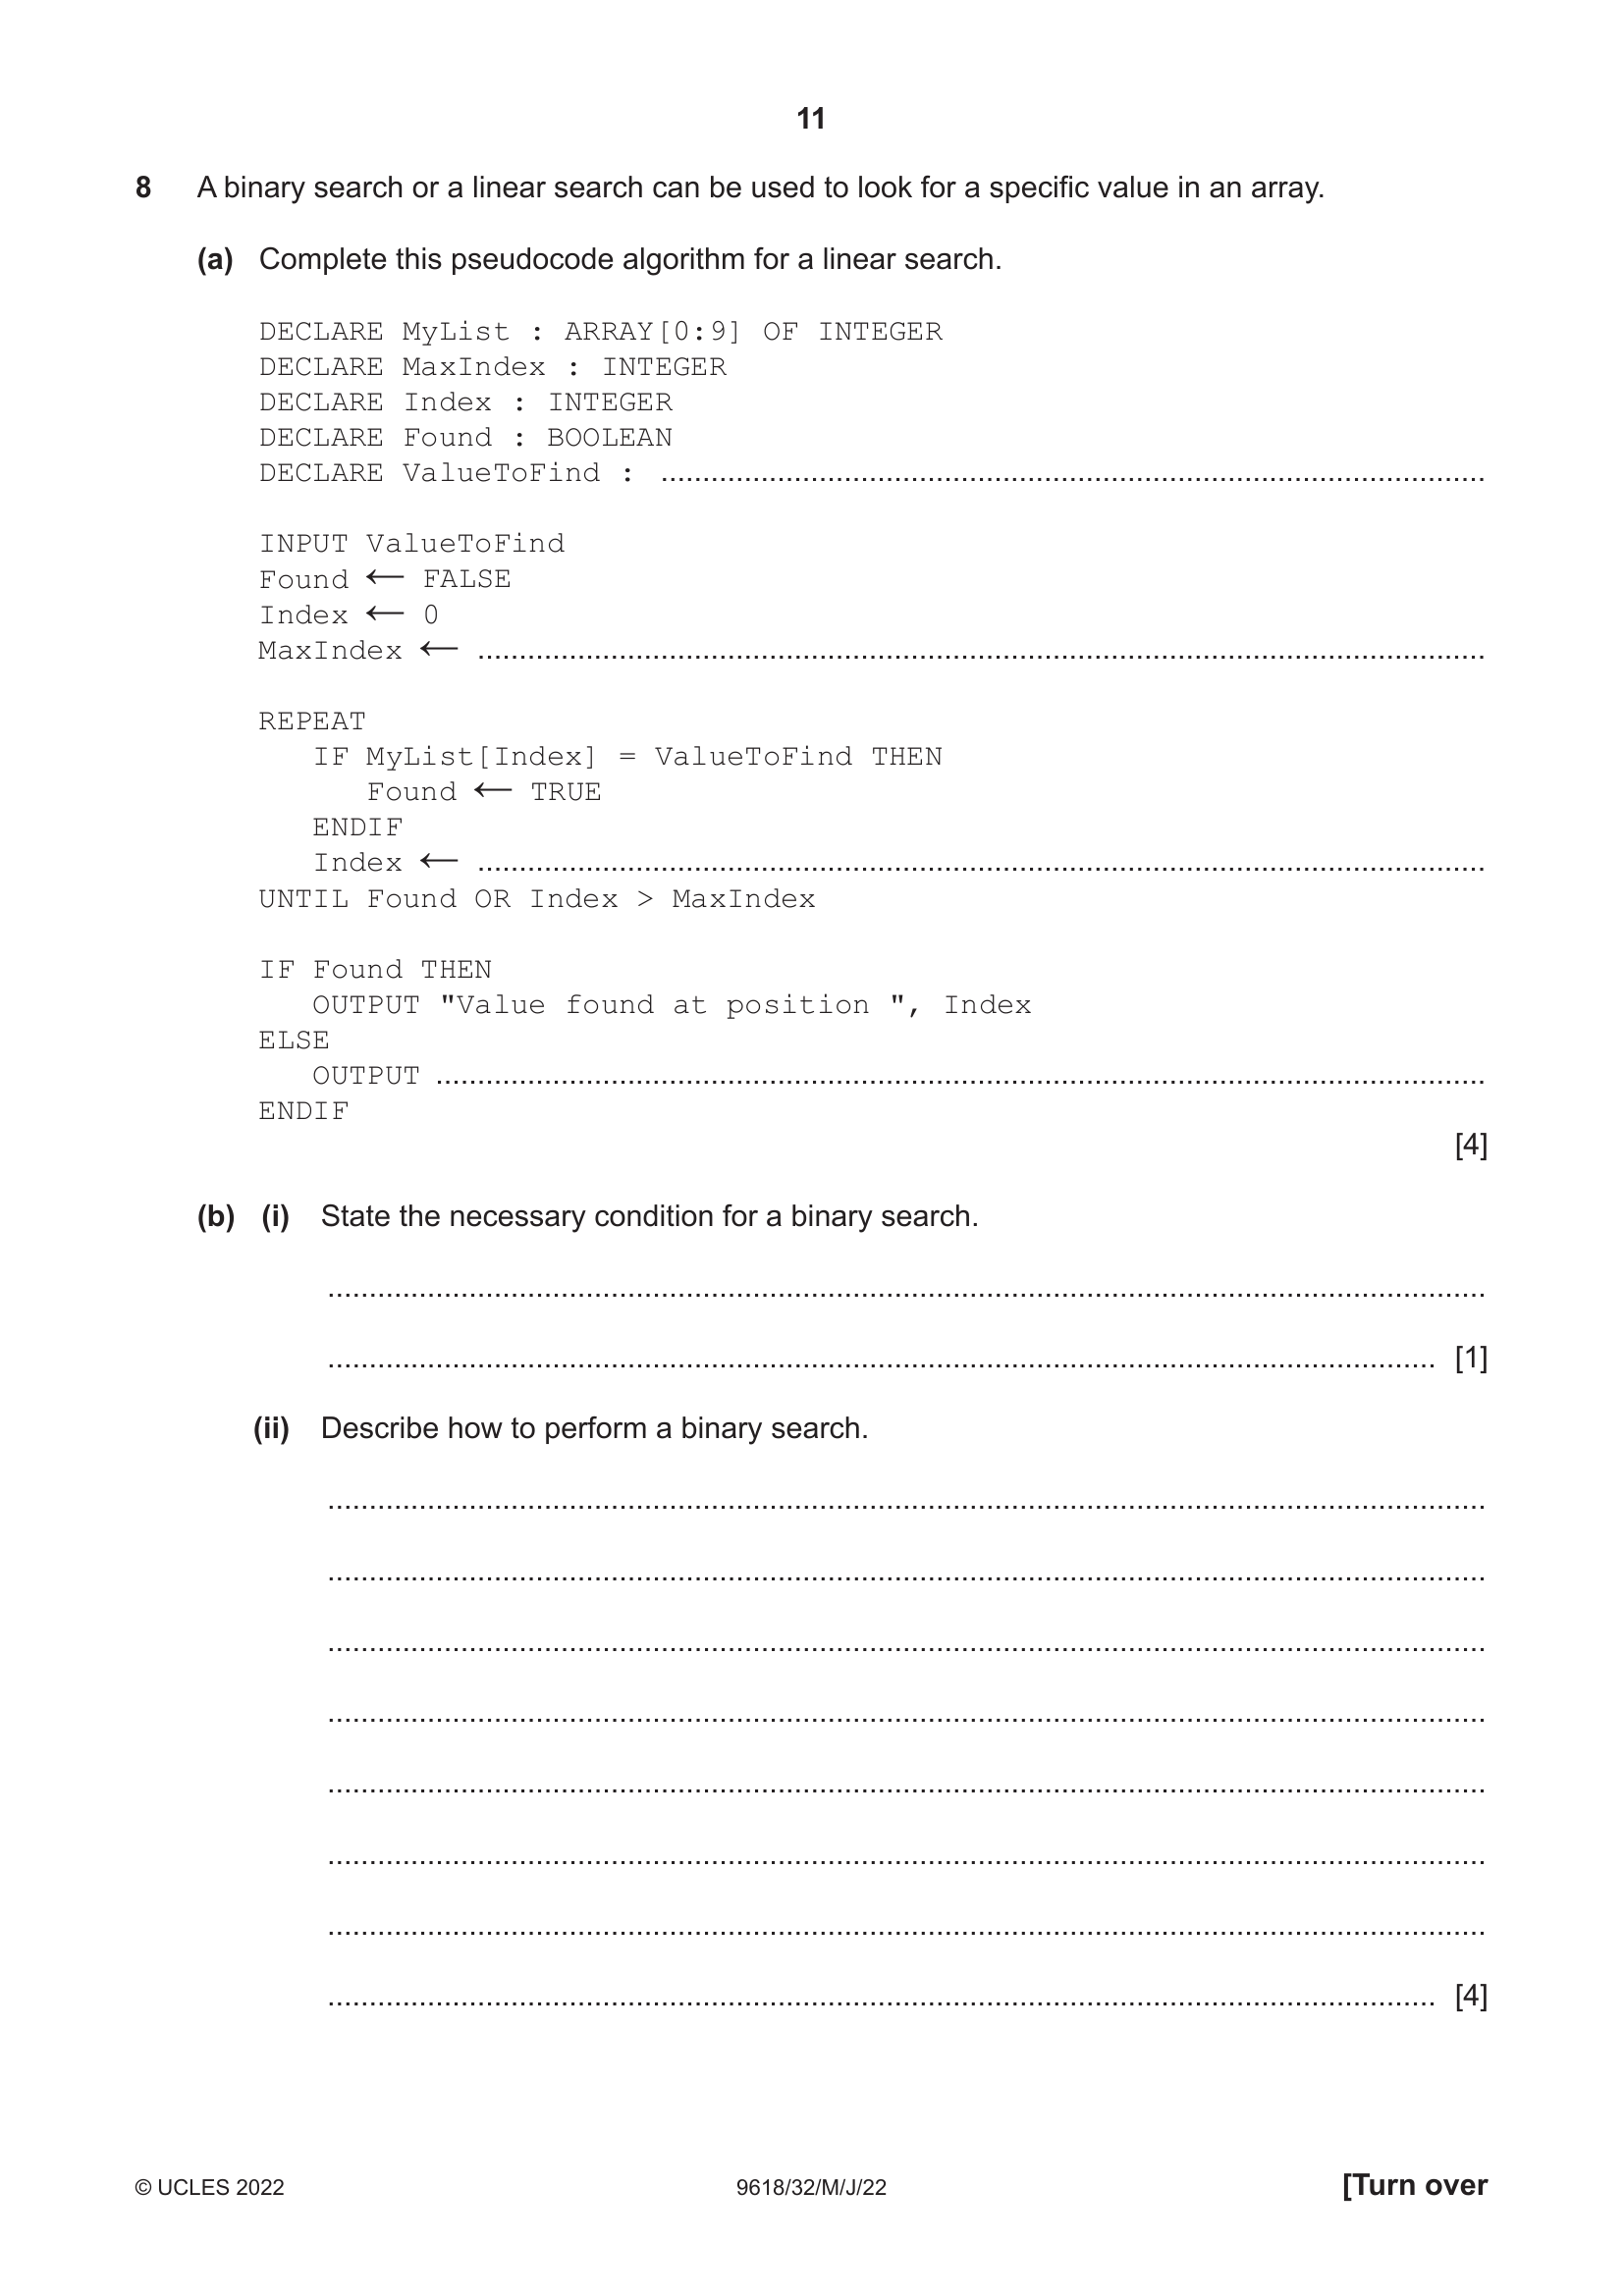 11
8 A binary search or a linear search can be used to look for a specific value in an array.
(a) Complete this pseudocode algorithm for a linear search.
DECLARE MyList : ARRAY[0:9] OF INTEGER
DECLARE MaxIndex : INTEGER
DECLARE Index : INTEGER
DECLARE Found : BOOLEAN
DECLARE ValueToFind : ..........
INPUT ValueToFind
Found ← FALSE
Index ← 0
MaxIndex ← ..........
REPEAT
   IF MyList[Index] = ValueToFind THEN
      Found ← TRUE
   ENDIF
   Index ← ..........
UNTIL Found OR Index > MaxIndex
IF Found THEN
   OUTPUT "Value found at position ", Index
ELSE
   OUTPUT ..........
ENDIF
[4]
(b) (i) State the necessary condition for a binary search.
..........
.......... [1]
(ii) Describe how to perform a binary search.
..........
..........
..........
..........
..........
..........
..........
.......... [4]
© UCLES 2022 9618/32/M/J/22 [Turn over